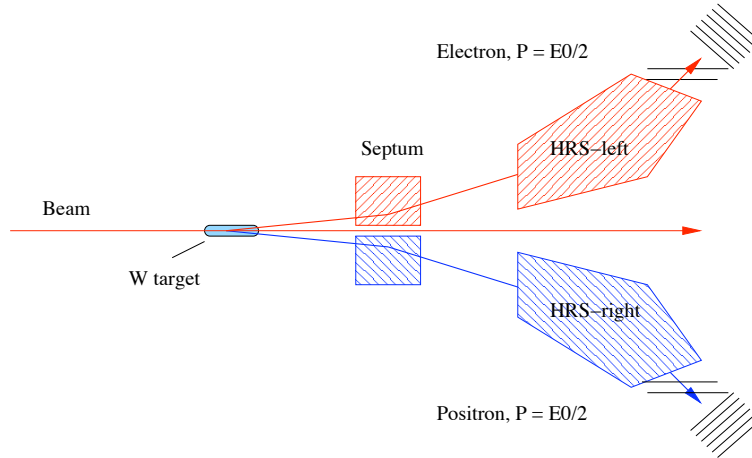 Electron, P = E0/2
Septum
HRS−left
Beam
W target
HRS−right
Positron, P = E0/2